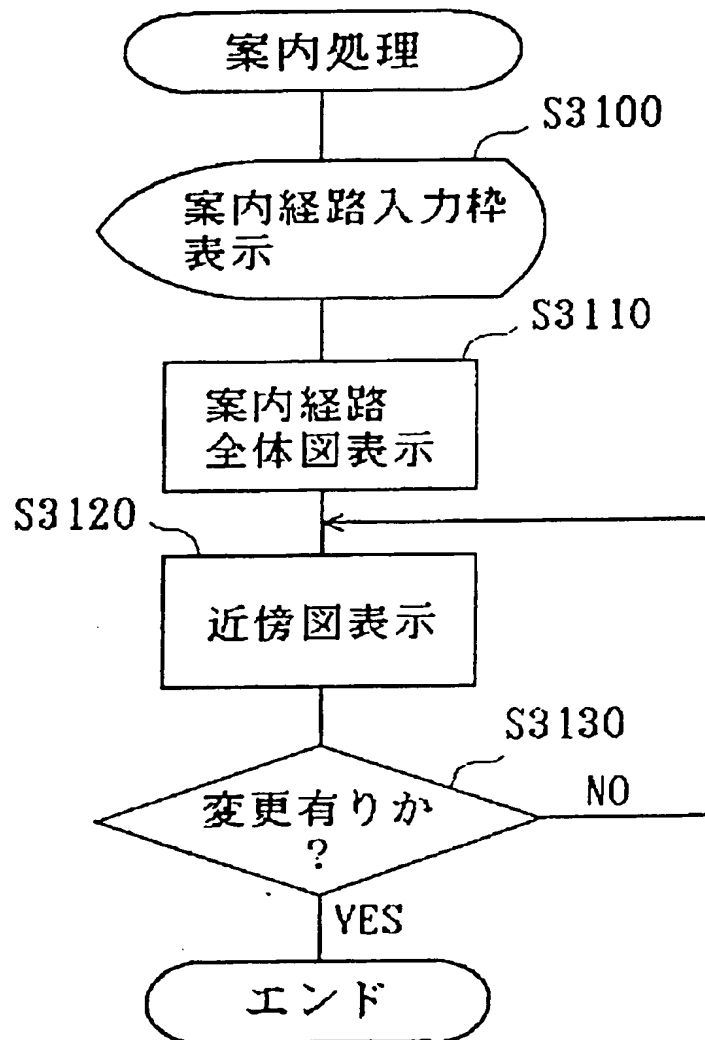 案内処理
S3100
案内経路入力枠
表示
S3110
案内経路
全体図表示
S3120
近傍図表示
S3130
変更有りか
?
NO
YES
エンド